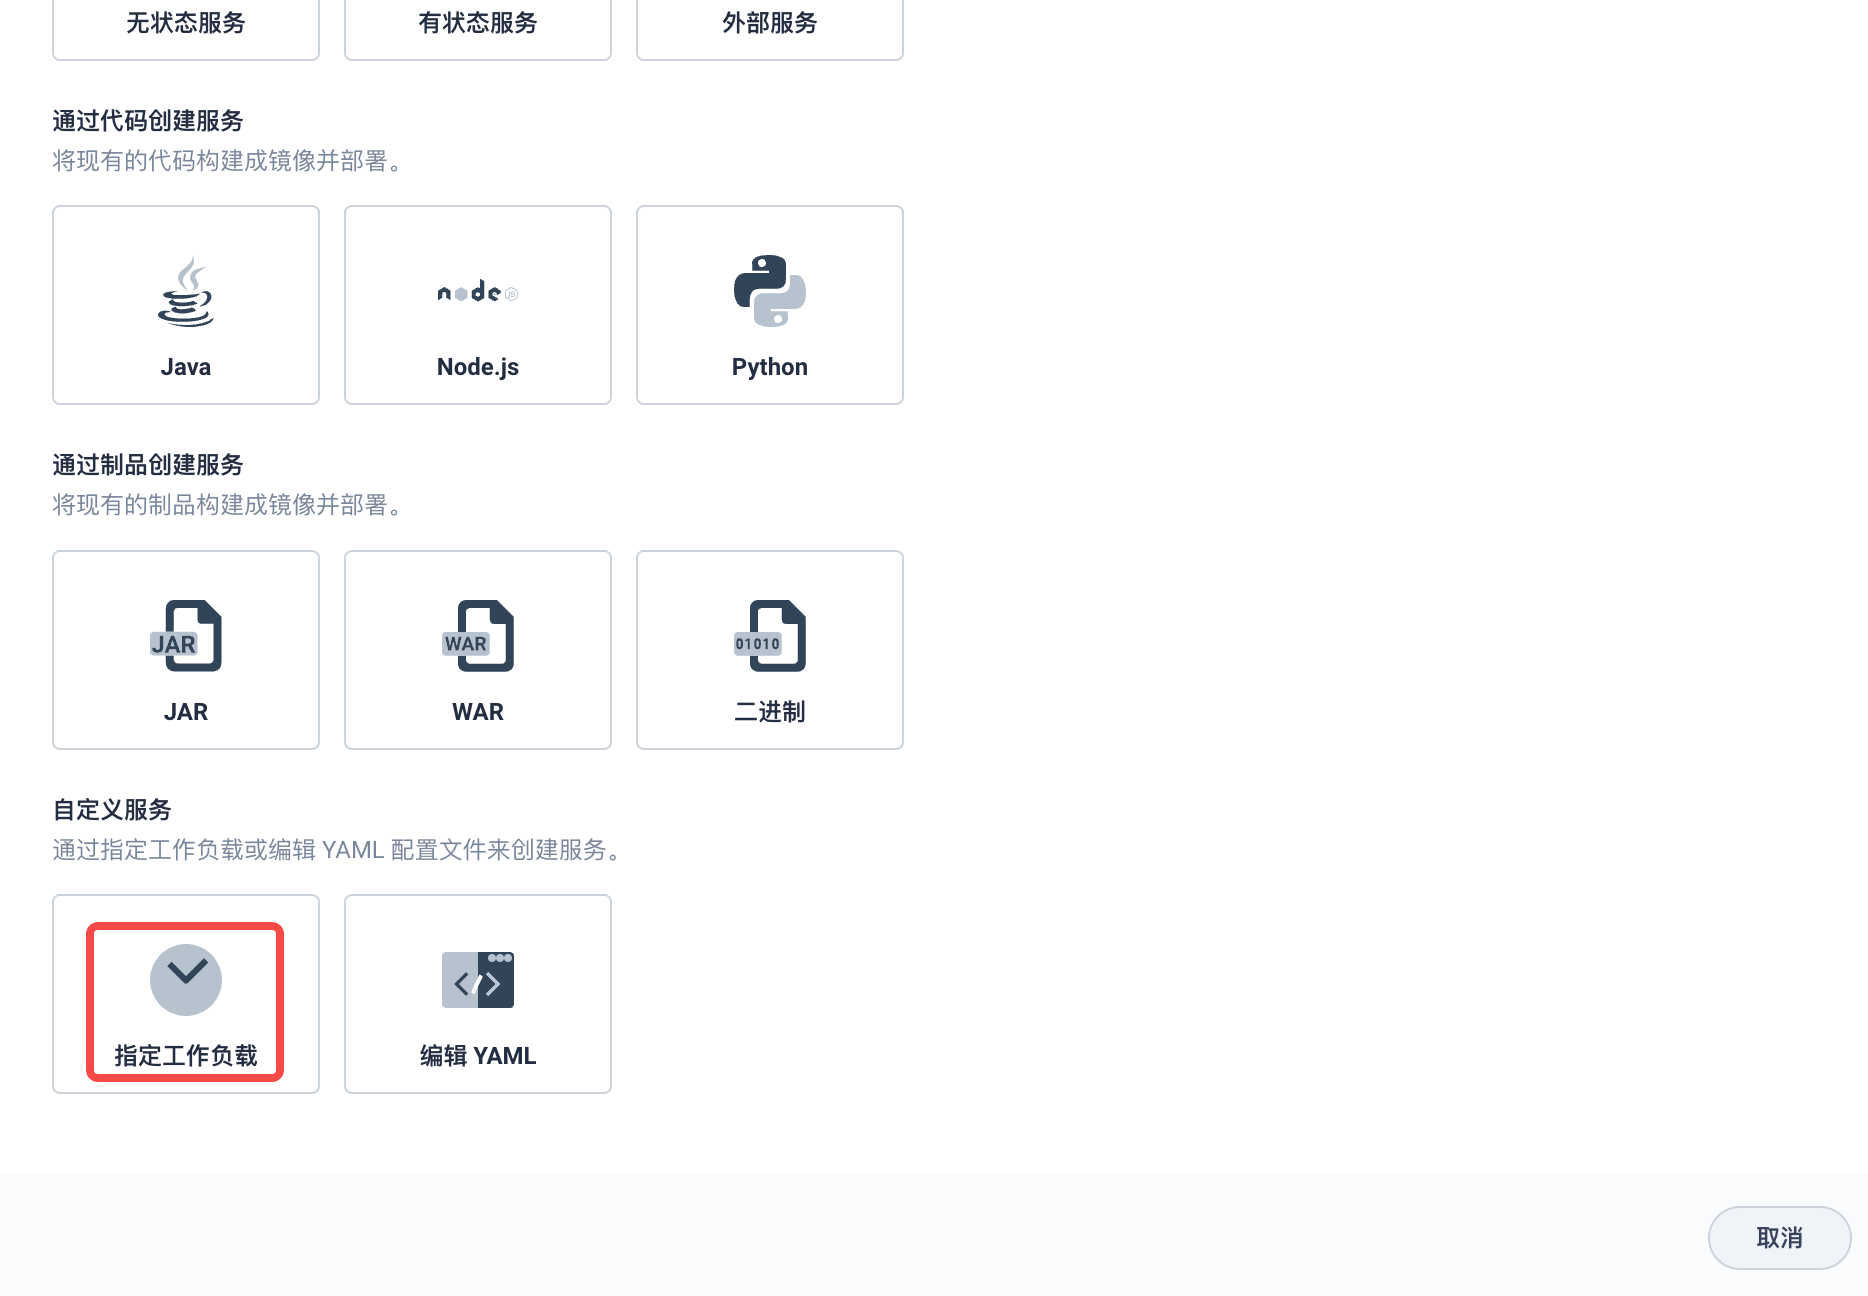 无状态服务
有状态服务
外部服务
通过代码创建服务
将现有的代码构建成镜像并部署。
node JS
Java
Node.js
Python
通过制品创建服务
将现有的制品构建成镜像并部署。
JAR
WAR
01010
JAR
WAR
二进制
自定义服务
通过指定工作负载或编辑 YAML 配置文件来创建服务。
</>
指定工作负载
编辑 YAML
取消